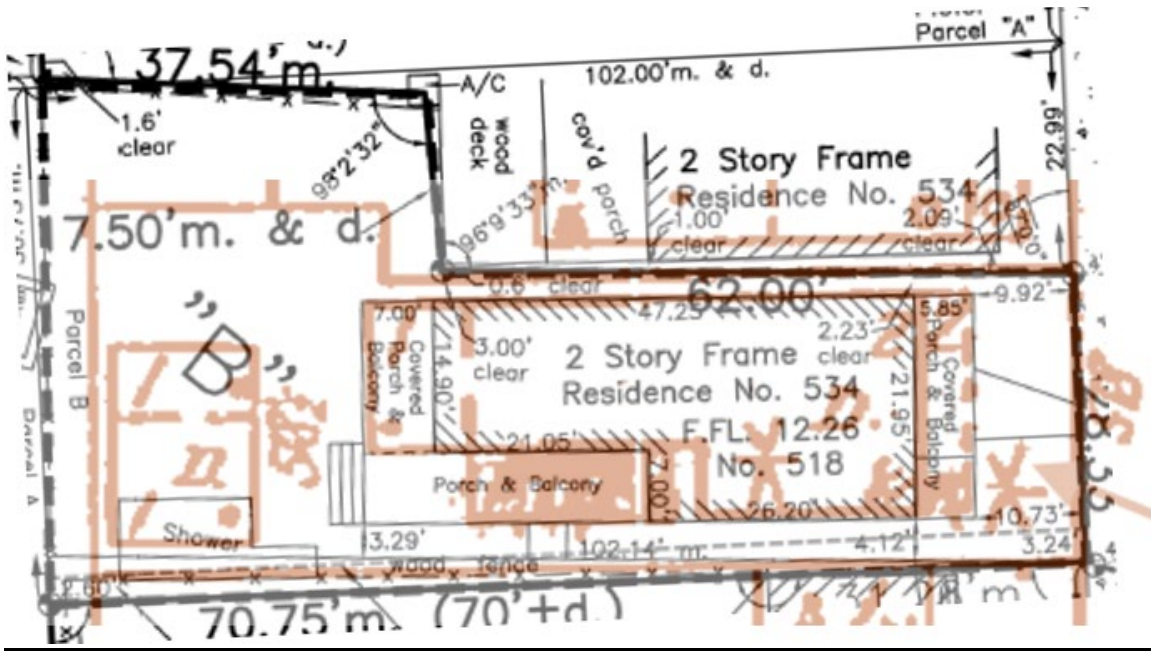 Parcel "A"
37.54'm.
102.00'm. & d.
A/C
1.6'
clear
wood
deck
cov'd porch
22.99'
98°2'32"
2 Story Frame
Residence No. 534
7.50'm. & d.
96°9'33"m.
1.00'
clear
2.09'
clear
0.6' clear
62.00'
9.92'
Parcel B
"B"
7.00'
47.25'
5.85'
Covered
Porch &
Balcony
14.90'
3.00'
clear
2 Story Frame
Residence No. 534
2.23'
clear
21.95'
Covered
Porch & Balcony
F.FL. 12.26
No. 518
21.05'
7.00'
Porch & Balcony
26.20'
10.73'
Shower
3.29'
102.14' m.
4.12'
3.24'
wood fence
2.60'
70.75'm. (70'+d.)